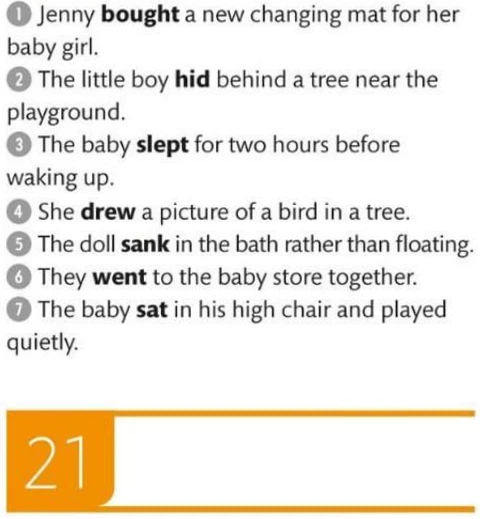 1 Jenny bought a new changing mat for her
baby girl.
2 The little boy hid behind a tree near the
playground.
3 The baby slept for two hours before
waking up.
4 She drew a picture of a bird in a tree.
5 The doll sank in the bath rather than floating.
6 They went to the baby store together.
7 The baby sat in his high chair and played
quietly.
21